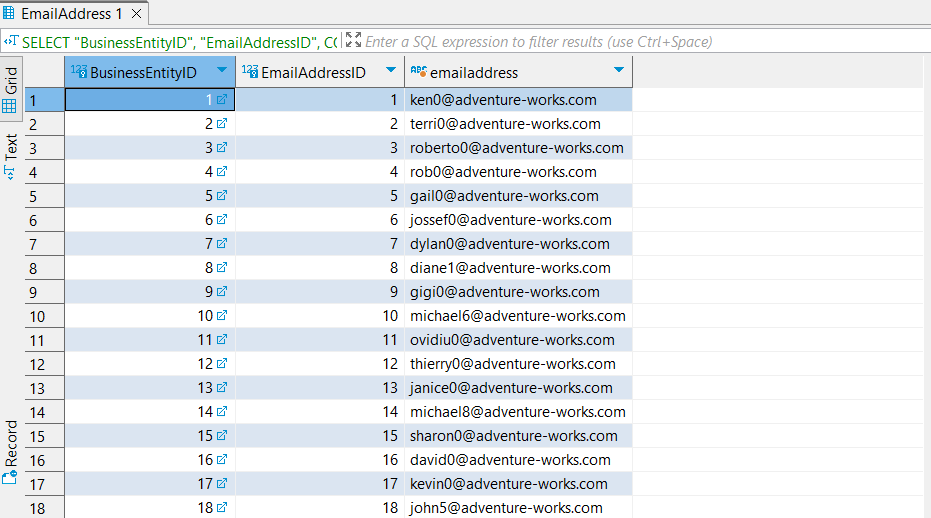 EmailAddress 1
SELECT "BusinessEntityID", "EmailAddressID", CO
Enter a SQL expression to filter results (use Ctrl+Space)
Grid
Text
Record
123 BusinessEntityID 123 EmailAddressID ABC emailaddress
1 1 1 ken0@adventure-works.com
2 2 2 terri0@adventure-works.com
3 3 3 roberto0@adventure-works.com
4 4 4 rob0@adventure-works.com
5 5 5 gail0@adventure-works.com
6 6 6 jossef0@adventure-works.com
7 7 7 dylan0@adventure-works.com
8 8 8 diane1@adventure-works.com
9 9 9 gigi0@adventure-works.com
10 10 10 michael6@adventure-works.com
11 11 11 ovidiu0@adventure-works.com
12 12 12 thierry0@adventure-works.com
13 13 13 janice0@adventure-works.com
14 14 14 michael8@adventure-works.com
15 15 15 sharon0@adventure-works.com
16 16 16 david0@adventure-works.com
17 17 17 kevin0@adventure-works.com
18 18 18 john5@adventure-works.com